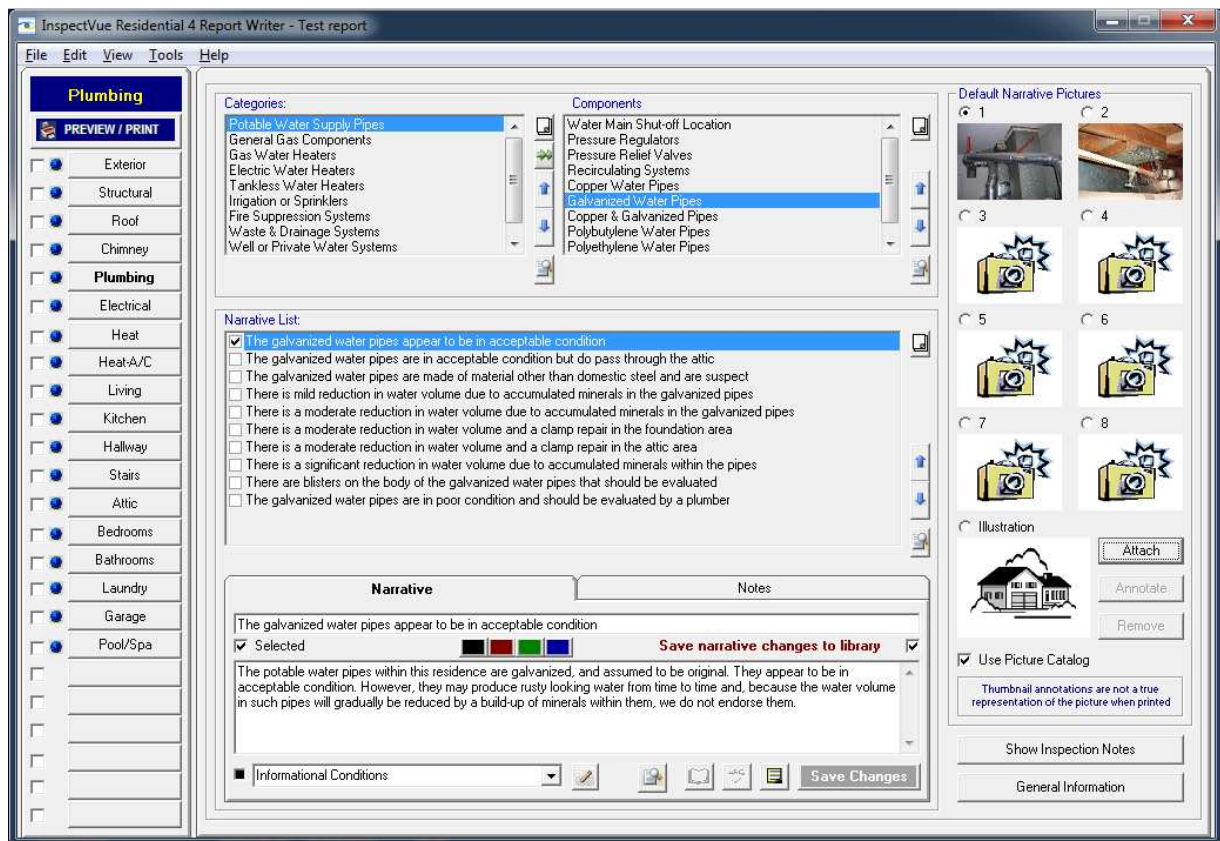 InspectVue Residential 4 Report Writer - Test report
File Edit View Tools Help
Plumbing
PREVIEW / PRINT
Exterior
Structural
Roof
Chimney
Plumbing
Electrical
Heat
Heat-A/C
Living
Kitchen
Hallway
Stairs
Attic
Bedrooms
Bathrooms
Laundry
Garage
Pool/Spa
Categories:
Potable Water Supply Pipes
General Gas Components
Gas Water Heaters
Electric Water Heaters
Tankless Water Heaters
Irrigation or Sprinklers
Fire Suppression Systems
Waste & Drainage Systems
Well or Private Water Systems
Components
Water Main Shut-off Location
Pressure Regulators
Pressure Relief Valves
Recirculating Systems
Copper Water Pipes
Galvanized Water Pipes
Copper & Galvanized Pipes
Polybutylene Water Pipes
Polyethylene Water Pipes
Narrative List:
The galvanized water pipes appear to be in acceptable condition
The galvanized water pipes are in acceptable condition but do pass through the attic
The galvanized water pipes are made of material other than domestic steel and are suspect
There is mild reduction in water volume due to accumulated minerals in the galvanized pipes
There is a moderate reduction in water volume due to accumulated minerals in the galvanized pipes
There is a moderate reduction in water volume and a clamp repair in the foundation area
There is a moderate reduction in water volume and a clamp repair in the attic area
There is a significant reduction in water volume due to accumulated minerals within the pipes
There are blisters on the body of the galvanized water pipes that should be evaluated
The galvanized water pipes are in poor condition and should be evaluated by a plumber
Narrative
Notes
The galvanized water pipes appear to be in acceptable condition
Selected
Save narrative changes to library
The potable water pipes within this residence are galvanized, and assumed to be original. They appear to be in
acceptable condition. However, they may produce rusty looking water from time to time and, because the water volume
in such pipes will gradually be reduced by a build-up of minerals within them, we do not endorse them.
Informational Conditions
Save Changes
Default Narrative Pictures
1
2
3
4
5
6
7
8
Illustration
Attach
Annotate
Remove
Use Picture Catalog
Thumbnail annotations are not a true
representation of the picture when printed
Show Inspection Notes
General Information